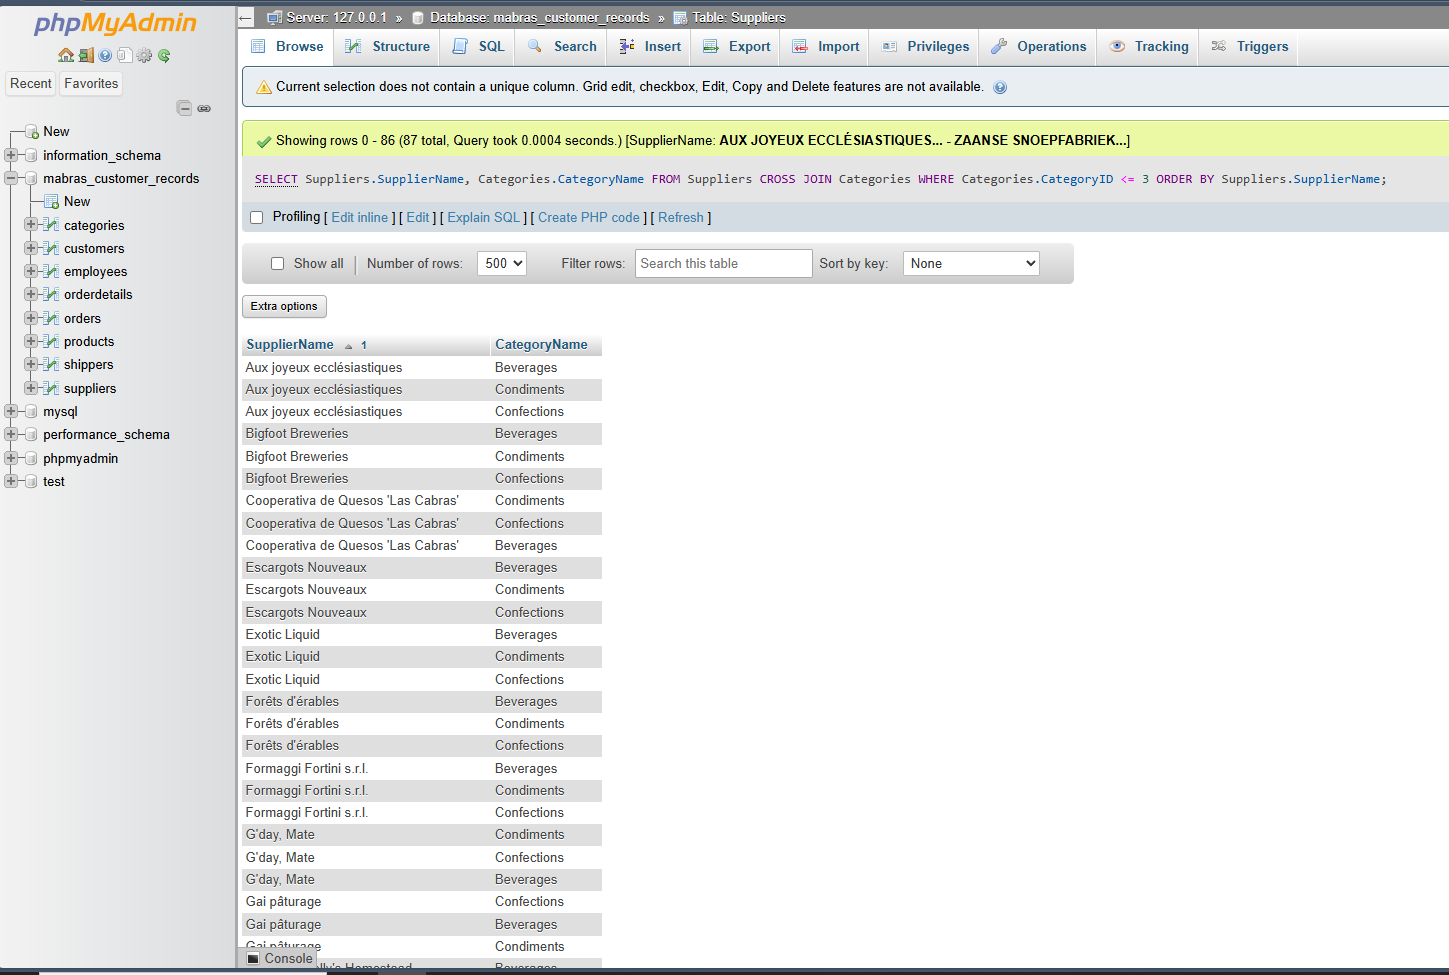 phpMyAdmin
Recent Favorites
New
information_schema
mabras_customer_records
New
categories
customers
employees
orderdetails
orders
products
shippers
suppliers
mysql
performance_schema
phpmyadmin
test
Server: 127.0.0.1 » Database: mabras_customer_records » Table: Suppliers
Browse Structure SQL Search Insert Export Import Privileges Operations Tracking Triggers
Current selection does not contain a unique column. Grid edit, checkbox, Edit, Copy and Delete features are not available.
Showing rows 0 - 86 (87 total, Query took 0.0004 seconds.) [SupplierName: AUX JOYEUX ECCLÉSIASTIQUES... - ZAANSE SNOEPFABRIEK...]
SELECT Suppliers.SupplierName, Categories.CategoryName FROM Suppliers CROSS JOIN Categories WHERE Categories.CategoryID <= 3 ORDER BY Suppliers.SupplierName;
Profiling [ Edit inline ] [ Edit ] [ Explain SQL ] [ Create PHP code ] [ Refresh ]
Show all Number of rows: 500 Filter rows: Search this table Sort by key: None
Extra options
SupplierName 1 CategoryName
Aux joyeux ecclésiastiques Beverages
Aux joyeux ecclésiastiques Condiments
Aux joyeux ecclésiastiques Confections
Bigfoot Breweries Beverages
Bigfoot Breweries Condiments
Bigfoot Breweries Confections
Cooperativa de Quesos 'Las Cabras' Condiments
Cooperativa de Quesos 'Las Cabras' Confections
Cooperativa de Quesos 'Las Cabras' Beverages
Escargots Nouveaux Beverages
Escargots Nouveaux Condiments
Escargots Nouveaux Confections
Exotic Liquid Beverages
Exotic Liquid Condiments
Exotic Liquid Confections
Forêts d'érables Beverages
Forêts d'érables Condiments
Forêts d'érables Confections
Formaggi Fortini s.r.l. Beverages
Formaggi Fortini s.r.l. Condiments
Formaggi Fortini s.r.l. Confections
G'day, Mate Condiments
G'day, Mate Confections
G'day, Mate Beverages
Gai pâturage Confections
Gai pâturage Beverages
Gai pâturage Condiments
Console
Homestead Beverages